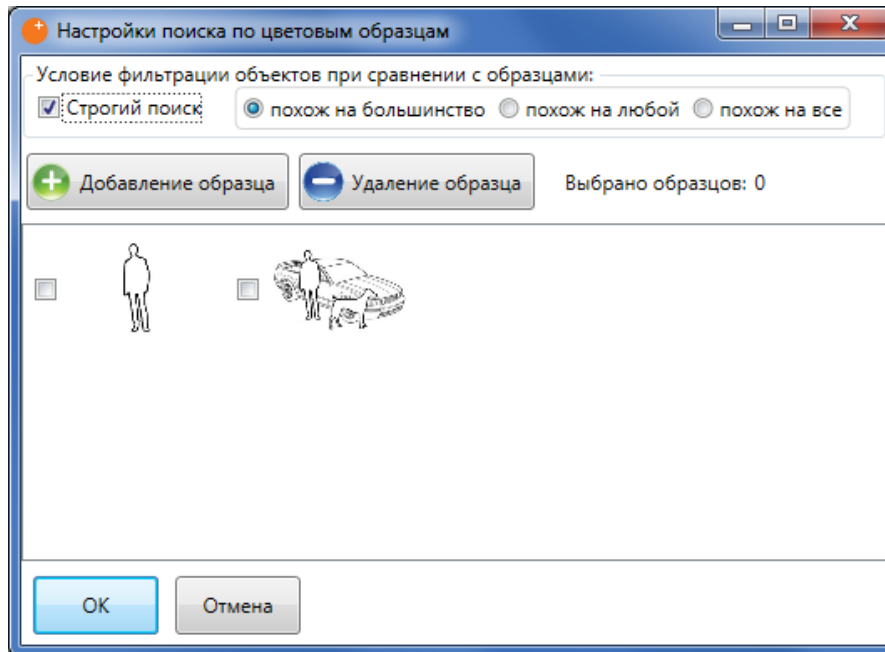 Настройки поиска по цветовым образцам
Условие фильтрации объектов при сравнении с образцами:
Строгий поиск похож на большинство похож на любой похож на все
Добавление образца Удаление образца Выбрано образцов: 0
OK Отмена